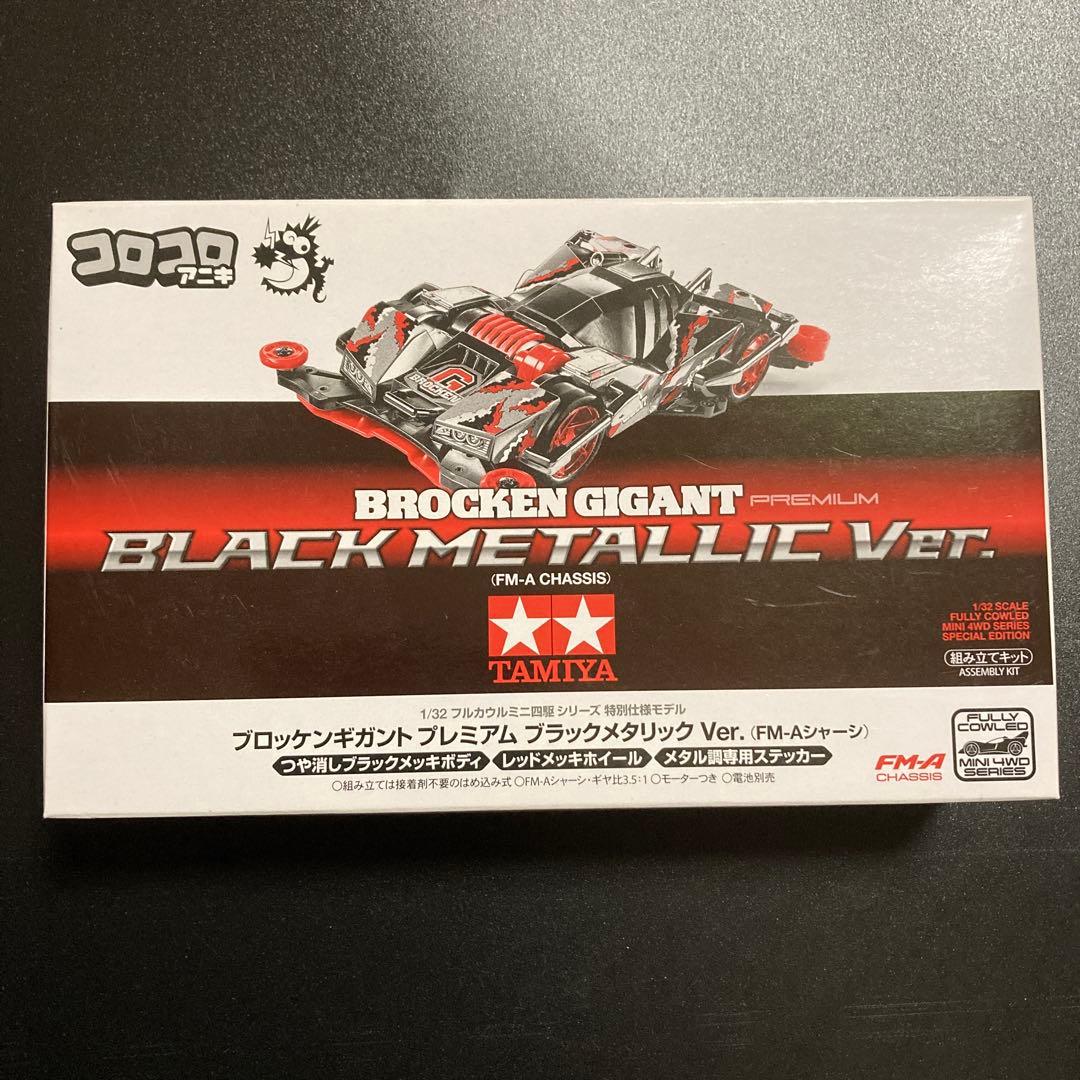 コロコロ
アニキ
G
BROCKEN
BROCKEN GIGANT PREMIUM
BLACK METALLIC Ver.
(FM-A CHASSIS)
TAMIYA
1/32 SCALE
FULLY COWLED
MINI 4WD SERIES
SPECIAL EDITION
組み立てキット
ASSEMBLY KIT
1/32 フルカウルミニ四駆 シリーズ 特別仕様モデル
ブロッケンギガント プレミアム ブラックメタリック Ver. (FM-Aシャーシ)
つや消しブラックメッキボディ レッドメッキホイール メタル調専用ステッカー
○組み立ては接着剤不要のはめ込み式 ○FM-Aシャーシ・ギヤ比3.5:1 ○モーターつき ○電池別売
FM-A
CHASSIS
FULLY
COWLED
MINI 4WD
SERIES